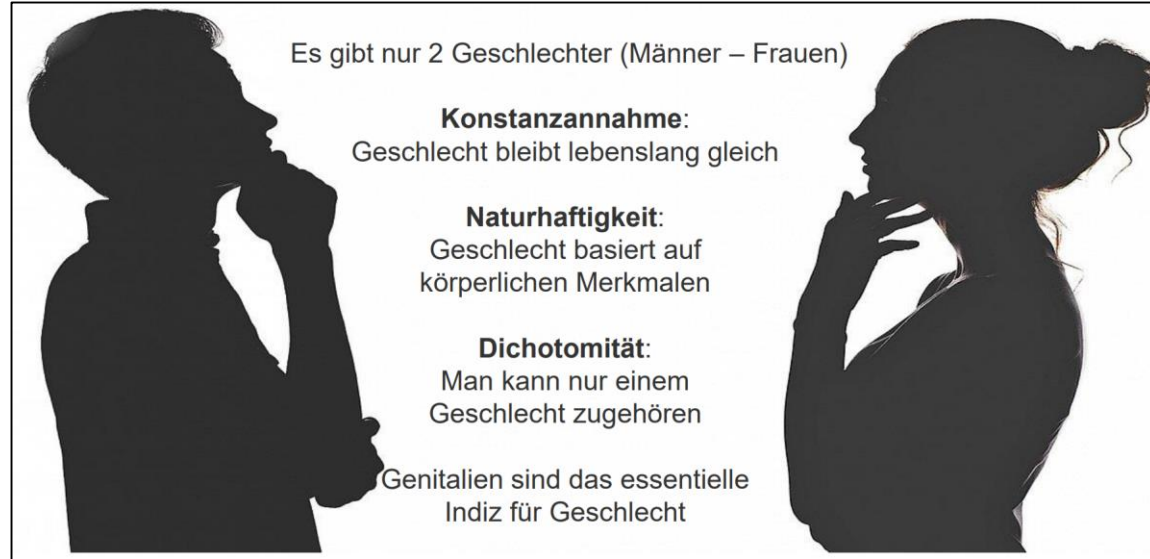 Es gibt nur 2 Geschlechter (Männer – Frauen)
Konstanzannahme:
Geschlecht bleibt lebenslang gleich
Naturhaftigkeit:
Geschlecht basiert auf
körperlichen Merkmalen
Dichotomität:
Man kann nur einem
Geschlecht zugehören
Genitalien sind das essentielle
Indiz für Geschlecht